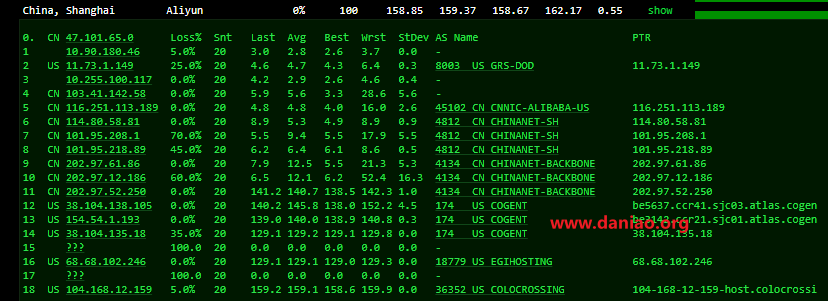 China, Shanghai Aliyun 0% 100 158.85 159.37 158.67 162.17 0.55 show
0. CN 47.101.65.0 Loss% Snt Last Avg Best Wrst StDev AS Name PTR
1 10.90.180.46 5.0% 20 3.0 2.8 2.6 3.7 0.0 -
2 US 11.73.1.149 25.0% 20 4.6 4.7 4.3 6.4 0.3 8003 US GRS-DOD 11.73.1.149
3 10.255.100.117 0.0% 20 4.2 2.9 2.6 4.6 0.4 -
4 CN 103.41.142.58 0.0% 20 5.9 5.6 3.3 28.6 5.6 -
5 CN 116.251.113.189 0.0% 20 4.8 4.8 4.0 16.0 2.6 45102 CN CNNIC-ALIBABA-US 116.251.113.189
6 CN 114.80.58.81 0.0% 20 8.9 5.3 4.9 8.9 0.9 4812 CN CHINANET-SH 114.80.58.81
7 CN 101.95.208.1 70.0% 20 5.5 9.4 5.5 17.9 5.5 4812 CN CHINANET-SH 101.95.208.1
8 CN 101.95.218.89 45.0% 20 6.2 6.4 6.1 8.6 0.5 4812 CN CHINANET-SH 101.95.218.89
9 CN 202.97.61.86 0.0% 20 7.9 12.5 5.5 21.3 5.3 4134 CN CHINANET-BACKBONE 202.97.61.86
10 CN 202.97.12.186 60.0% 20 6.5 12.1 6.2 52.4 16.3 4134 CN CHINANET-BACKBONE 202.97.12.186
11 CN 202.97.52.250 0.0% 20 141.2 140.7 138.5 142.3 1.0 4134 CN CHINANET-BACKBONE 202.97.52.250
12 US 38.104.138.105 0.0% 20 140.2 145.8 138.0 152.2 4.5 174 US COGENT be5637.ccr41.sjc03.atlas.cogen
13 US 154.54.1.193 0.0% 20 139.0 140.0 138.9 140.8 0.3 174 US COGENT be3142.ccr21.sjc01.atlas.cogen
www.daniao.org
14 US 38.104.135.18 35.0% 20 129.1 129.2 129.1 129.8 0.0 174 US COGENT 38.104.135.18
15 ??? 100.0 20 0.0 0.0 0.0 0.0 0.0 -
16 US 68.68.102.246 0.0% 20 129.1 129.1 129.0 129.3 0.0 18779 US EGIHOSTING 68.68.102.246
17 ??? 100.0 20 0.0 0.0 0.0 0.0 0.0 -
18 US 104.168.12.159 5.0% 20 159.2 159.1 158.6 159.9 0.0 36352 US COLOCROSSING 104-168-12-159-host.colocrossi